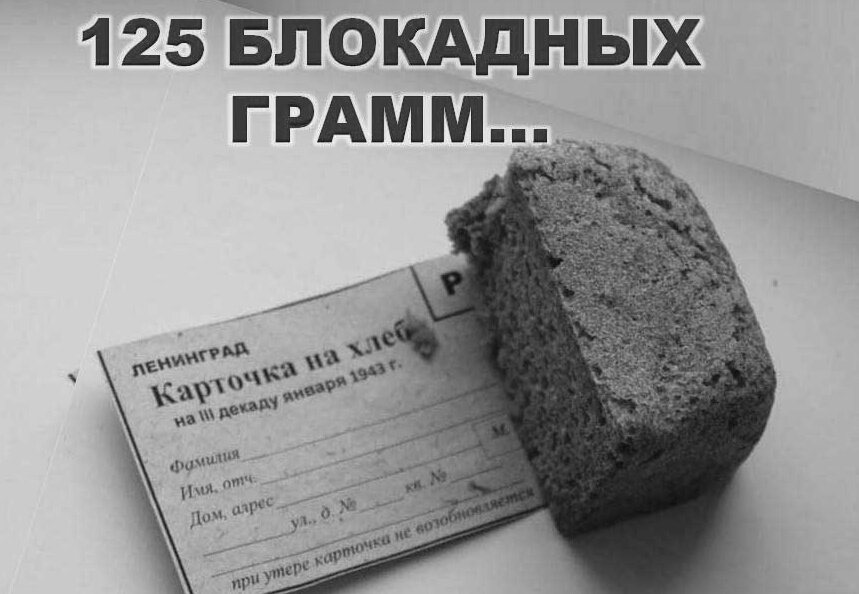 125 БЛОКАДНЫХ
ГРАММ...
Р
ЛЕНИНГРАД
Карточка на хлеб
на III декаду января 1943 г.
Фамилия
Имя, отч.
М.
Дом, адрес
ул., д. № кв. №
при утере карточка не возобновляется